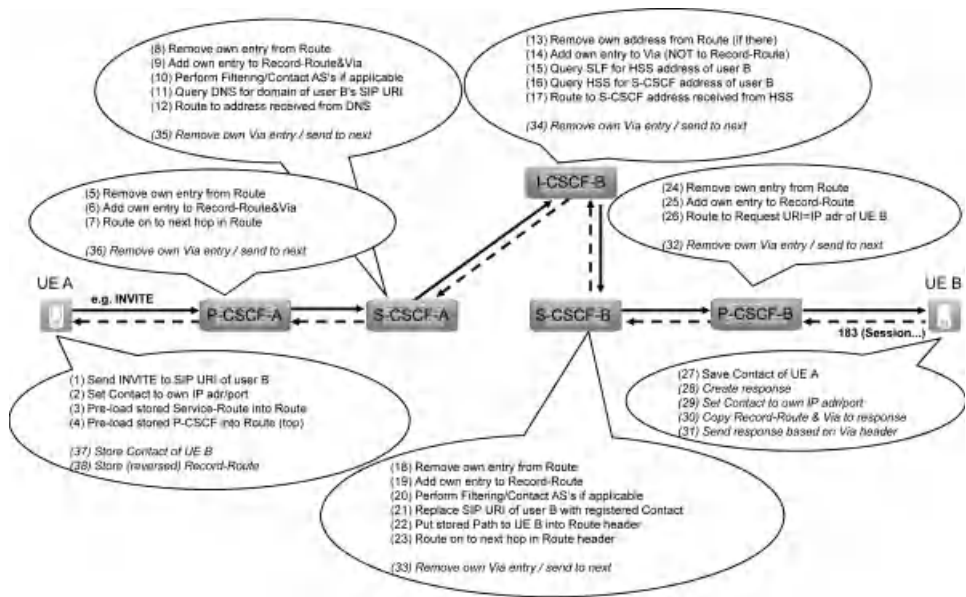 (8) Remove own entry from Route
(9) Add own entry to Record-Route&Via
(10) Perform Filtering/Contact AS's if applicable
(11) Query DNS for domain of user B's SIP URI
(12) Route to address received from DNS
(35) Remove own Via entry / send to next
(13) Remove own address from Route (if there)
(14) Add own entry to Via (NOT to Record-Route)
(15) Query SLF for HSS address of user B
(16) Query HSS for S-CSCF address of user B
(17) Route to S-CSCF address received from HSS
(34) Remove own Via entry / send to next
I-CSCF-B
(5) Remove own entry from Route
(6) Add own entry to Record-Route&Via
(7) Route on to next hop in Route
(36) Remove own Via entry / send to next
(24) Remove own entry from Route
(25) Add own entry to Record-Route
(26) Route to Request URI=IP adr of UE B
(32) Remove own Via entry / send to next
UE A
e.g. INVITE
P-CSCF-A
S-CSCF-A
S-CSCF-B
P-CSCF-B
UE B
183 (Session...)
(1) Send INVITE to SIP URI of user B
(2) Set Contact to own IP adr/port
(3) Pre-load stored Service-Route into Route
(4) Pre-load stored P-CSCF into Route (top)
(37) Store Contact of UE B
(38) Store (reversed) Record-Route
(27) Save Contact of UE A
(28) Create response
(29) Set Contact to own IP adr/port
(30) Copy Record-Route & Via to response
(31) Send response based on Via header
(18) Remove own entry from Route
(19) Add own entry to Record-Route
(20) Perform Filtering/Contact AS's if applicable
(21) Replace SIP URI of user B with registered Contact
(22) Put stored Path to UE B into Route header
(23) Route on to next hop in Route header
(33) Remove own Via entry / send to next